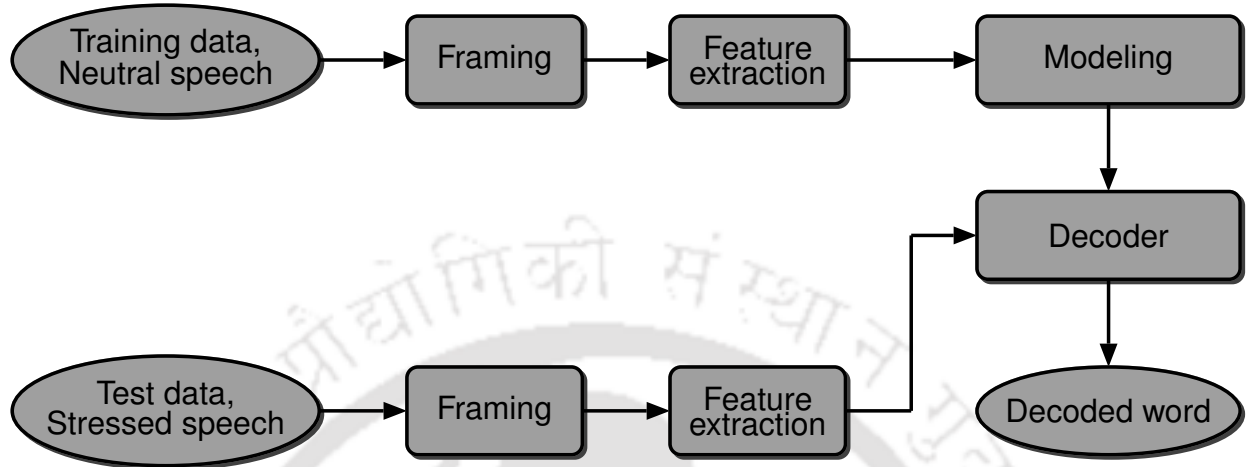 Training data,
Neutral speech
Framing
Feature
extraction
Modeling
Decoder
Test data,
Stressed speech
Framing
Feature
extraction
Decoded word
प्रौद्योगिकी संस्थान